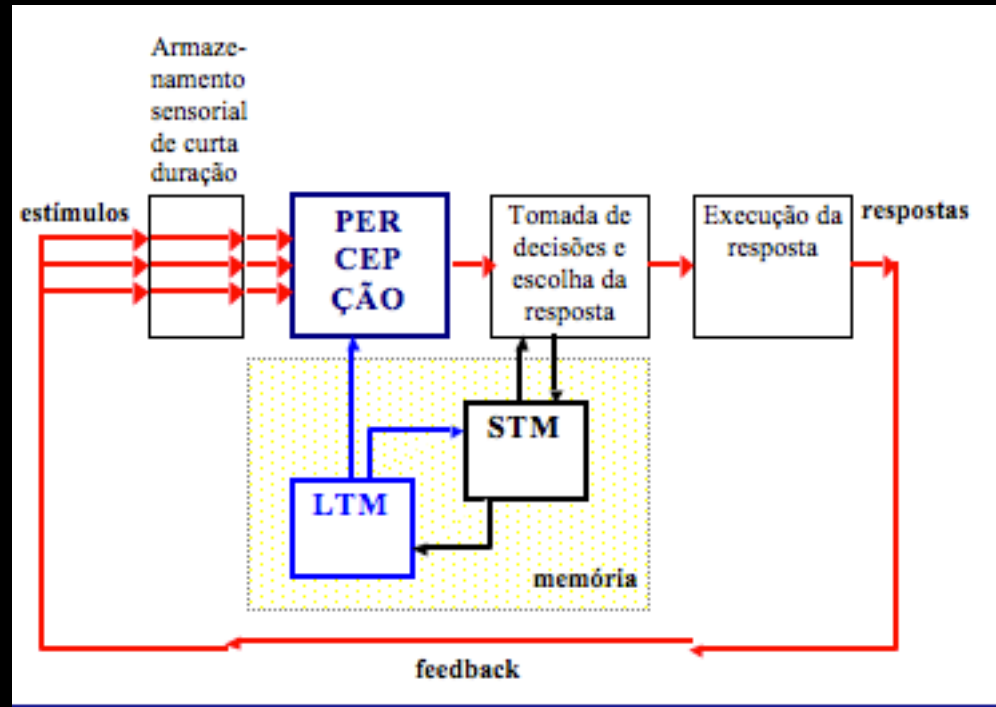 Armaze-
namento
sensorial
de curta
duração
estímulos
PER
CEP
ÇÃO
Tomada de
decisões e
escolha da
resposta
Execução da
resposta
respostas
STM
LTM
memória
feedback